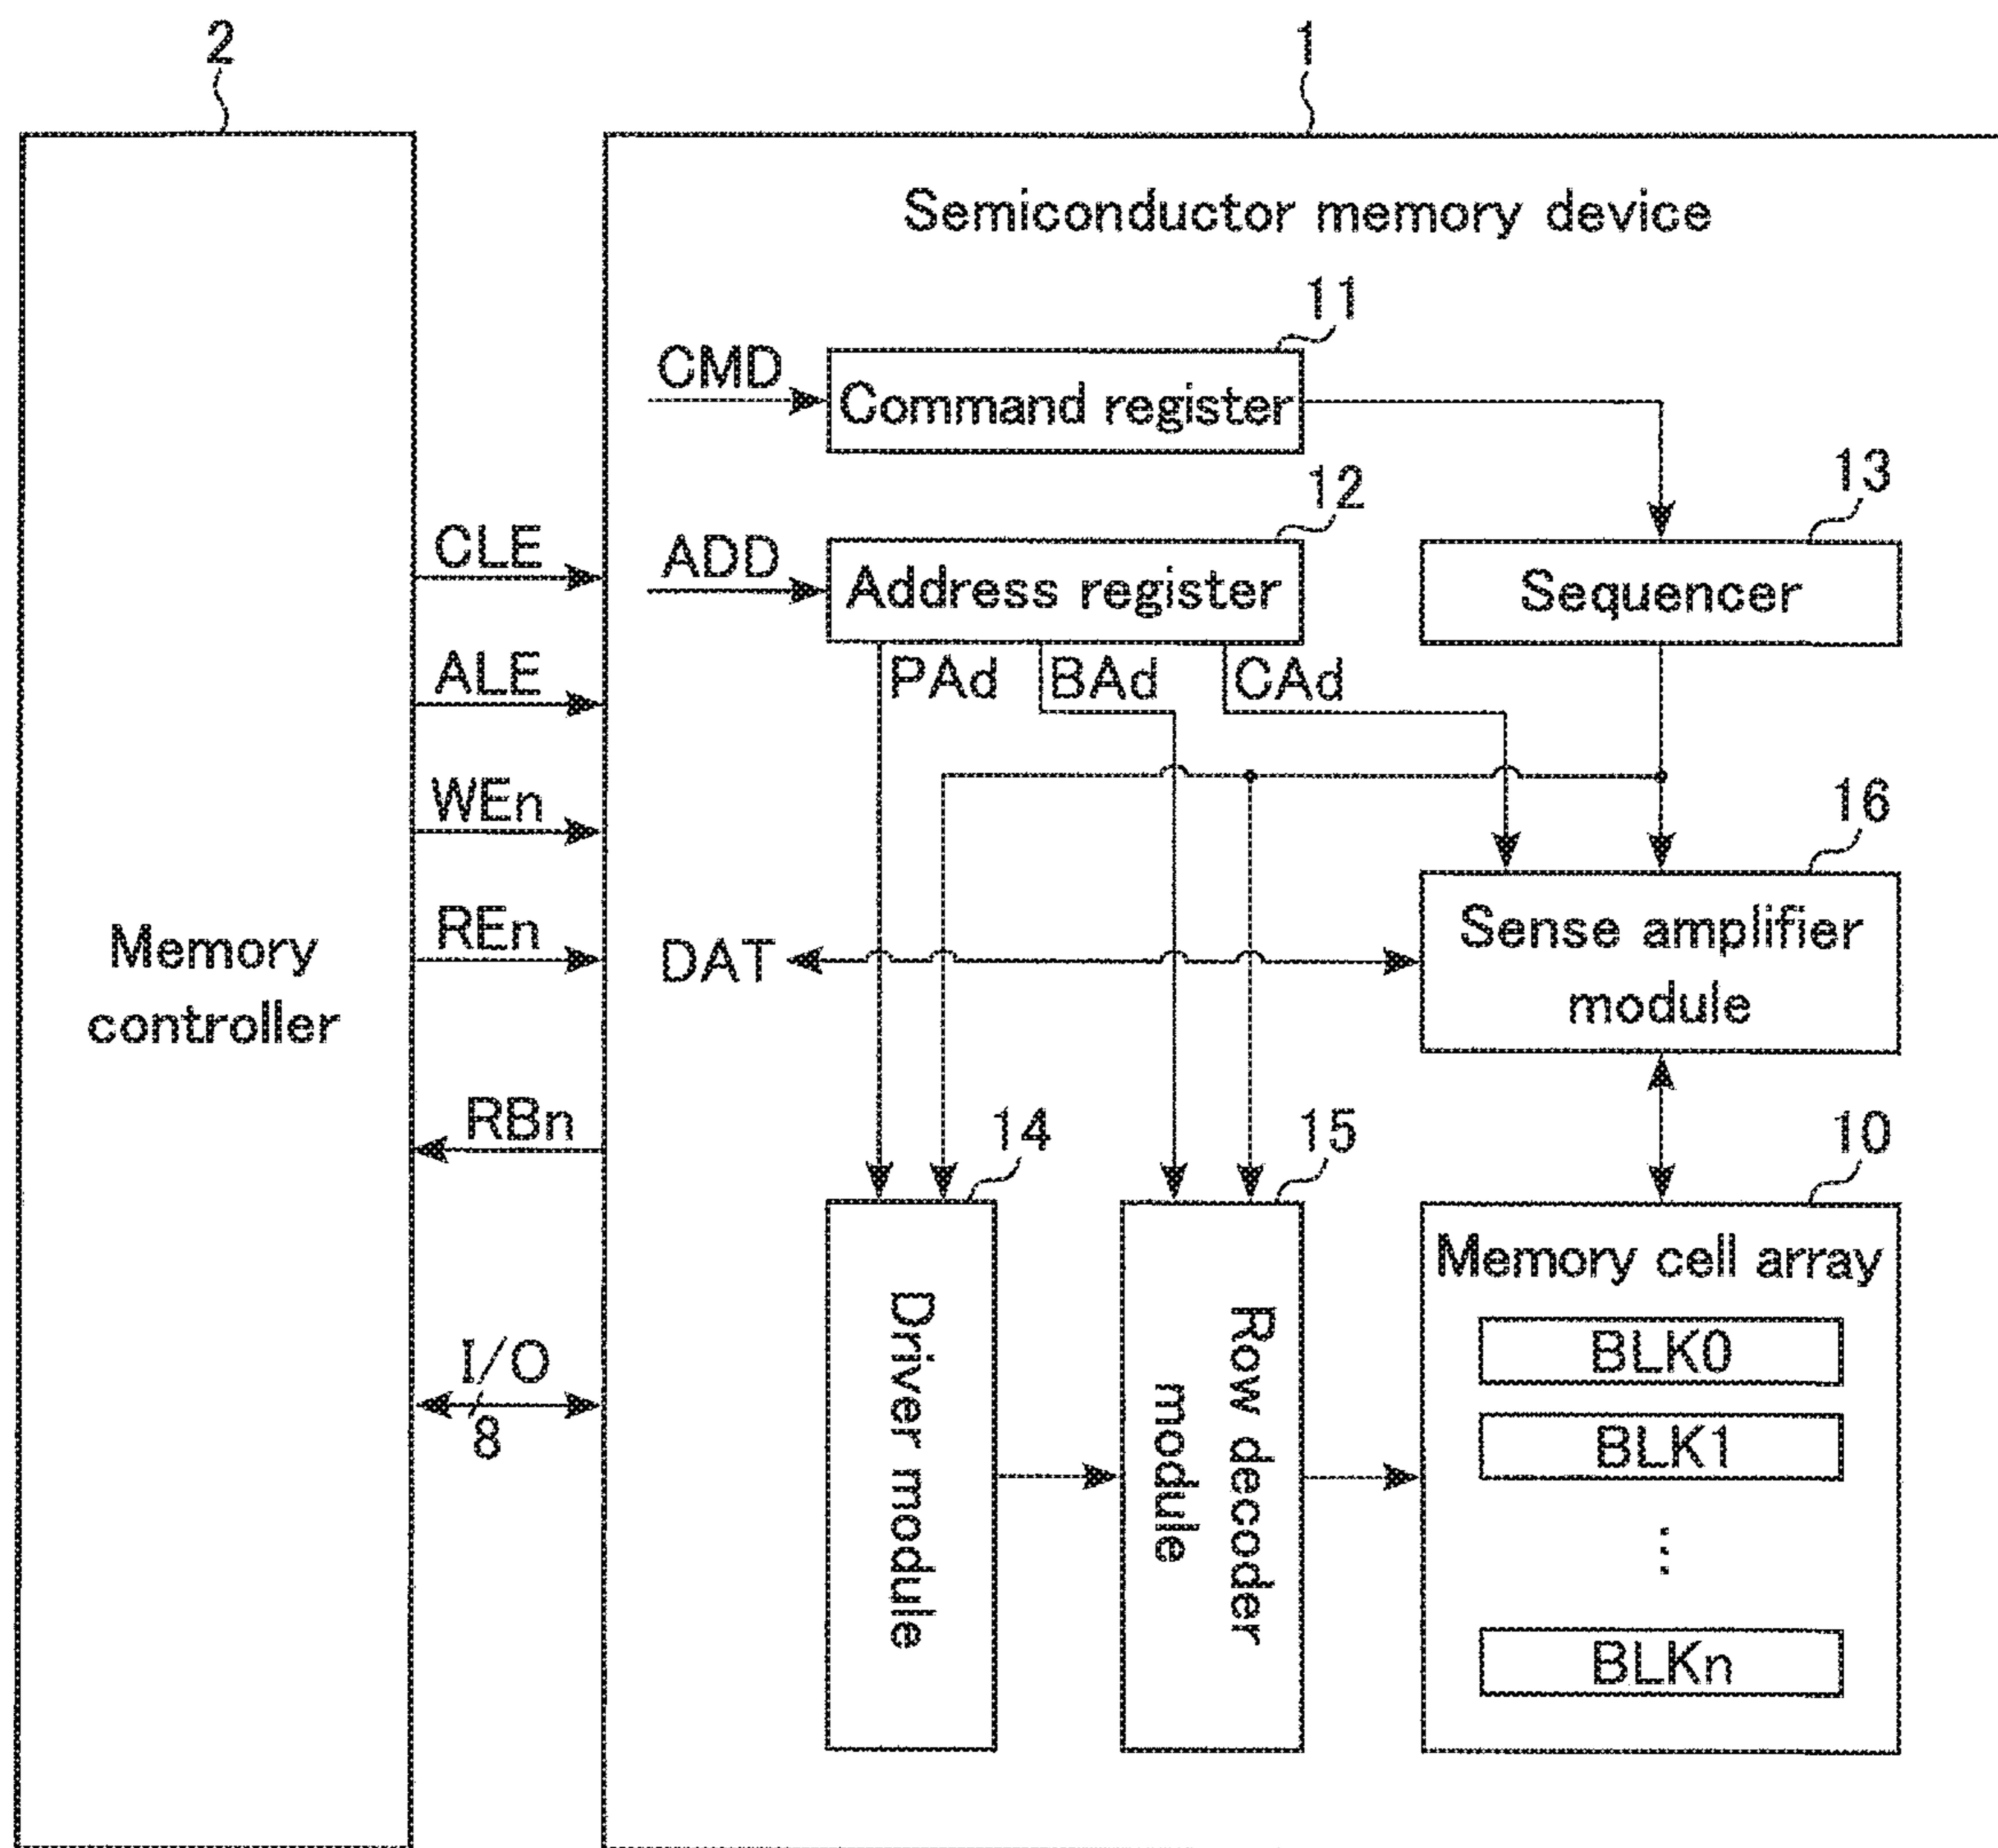 2
1
Semiconductor memory device
11
CMD
Command register
12
13
CLE
ADD
Address register
Sequencer
ALE
PAd
BAd
CAd
WEn
16
REn
DAT
Sense amplifier
module
Memory
controller
RBn
14
15
10
Driver module
Row decoder
module
Memory cell array
I/O
8
BLK0
BLK1
⋮
BLKn